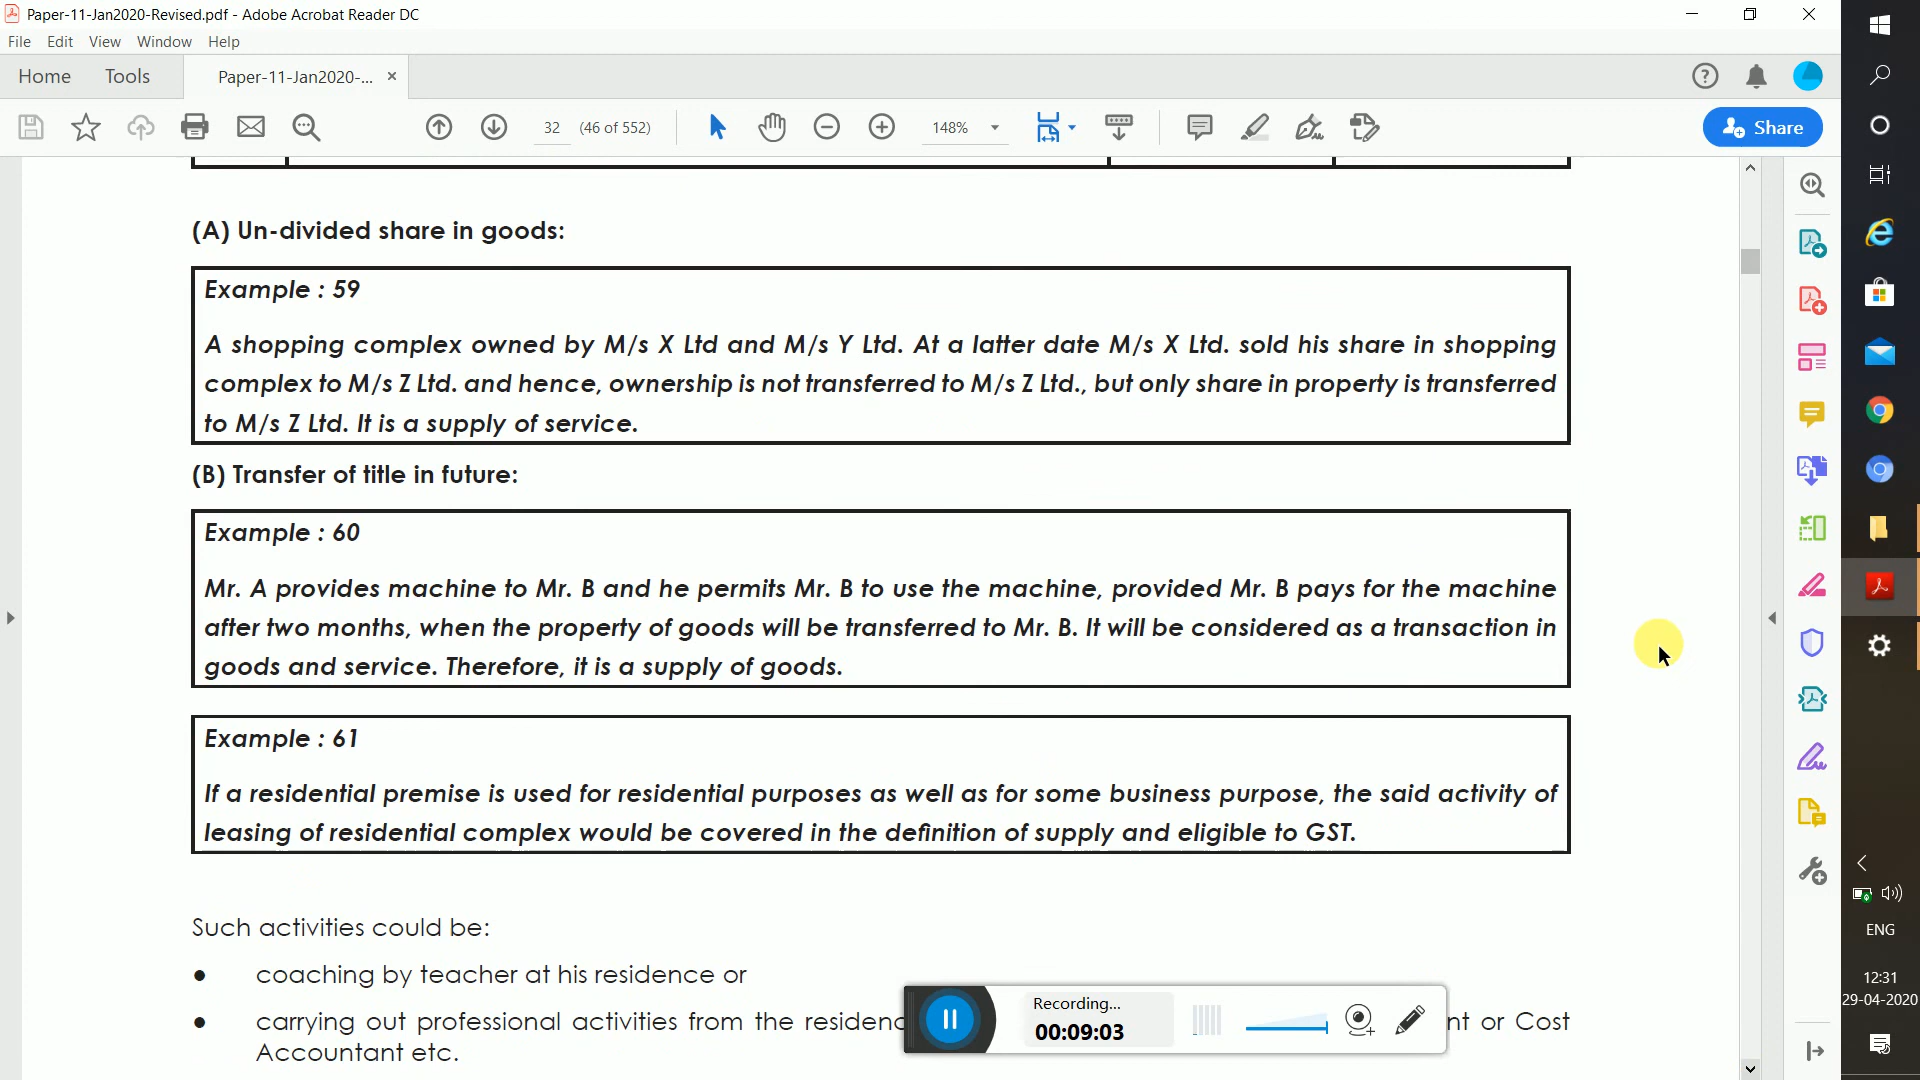 Paper-11-Jan2020-Revised.pdf - Adobe Acrobat Reader DC
File Edit View Window Help
Home Tools Paper-11-Jan2020-... ×
32 (46 of 552) 148% Share
(A) Un-divided share in goods:
Example : 59
A shopping complex owned by M/s X Ltd and M/s Y Ltd. At a latter date M/s X Ltd. sold his share in shopping
complex to M/s Z Ltd. and hence, ownership is not transferred to M/s Z Ltd., but only share in property is transferred
to M/s Z Ltd. It is a supply of service.
(B) Transfer of title in future:
Example : 60
Mr. A provides machine to Mr. B and he permits Mr. B to use the machine, provided Mr. B pays for the machine
after two months, when the property of goods will be transferred to Mr. B. It will be considered as a transaction in
goods and service. Therefore, it is a supply of goods.
Example : 61
If a residential premise is used for residential purposes as well as for some business purpose, the said activity of
leasing of residential complex would be covered in the definition of supply and eligible to GST.
Such activities could be:
● coaching by teacher at his residence or
● carrying out professional activities from the residenc nt or Cost
Accountant etc.
Recording...
00:09:03
ENG
12:31
29-04-2020